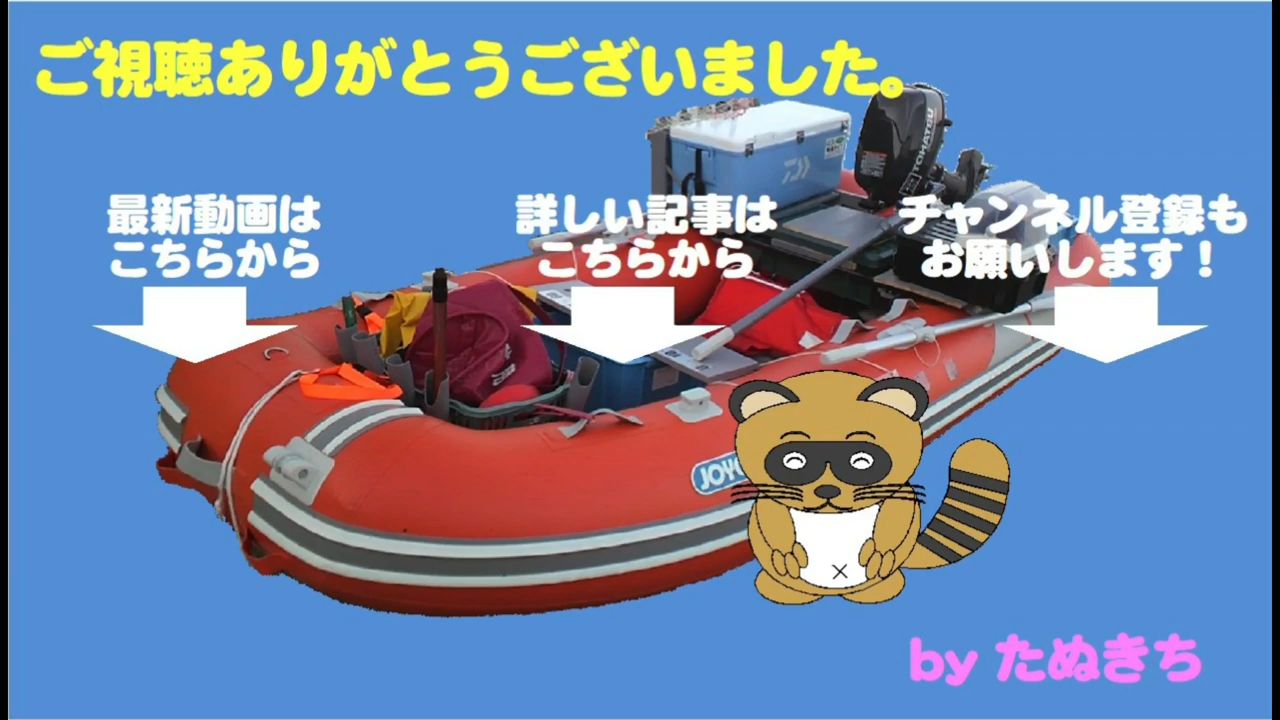 ご視聴ありがとうございました。
TOHATSU
最新動画は
こちらから
詳しい記事は
こちらから
チャンネル登録も
お願いします！
by たぬきち